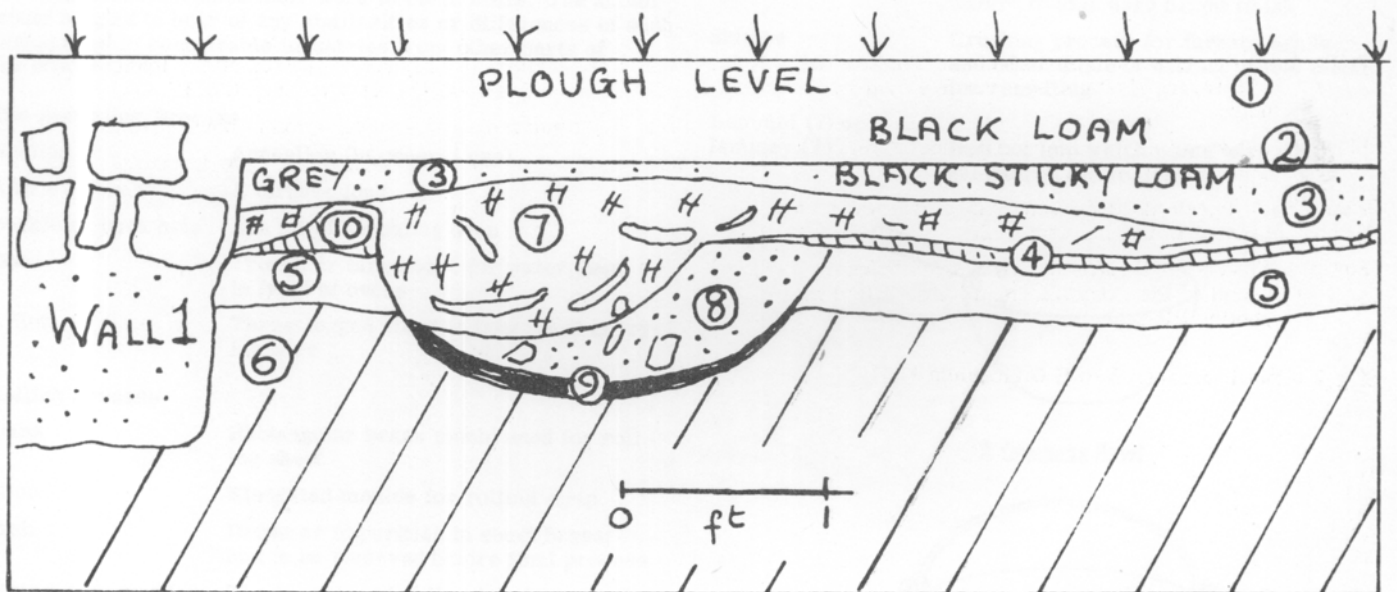 PLOUGH LEVEL ①
BLACK LOAM ②
GREY ③ BLACK STICKY LOAM ③
⑩ ⑦ ④
⑤ ⑤
WALL 1 ⑥ ⑧
⑨
0 ft 1